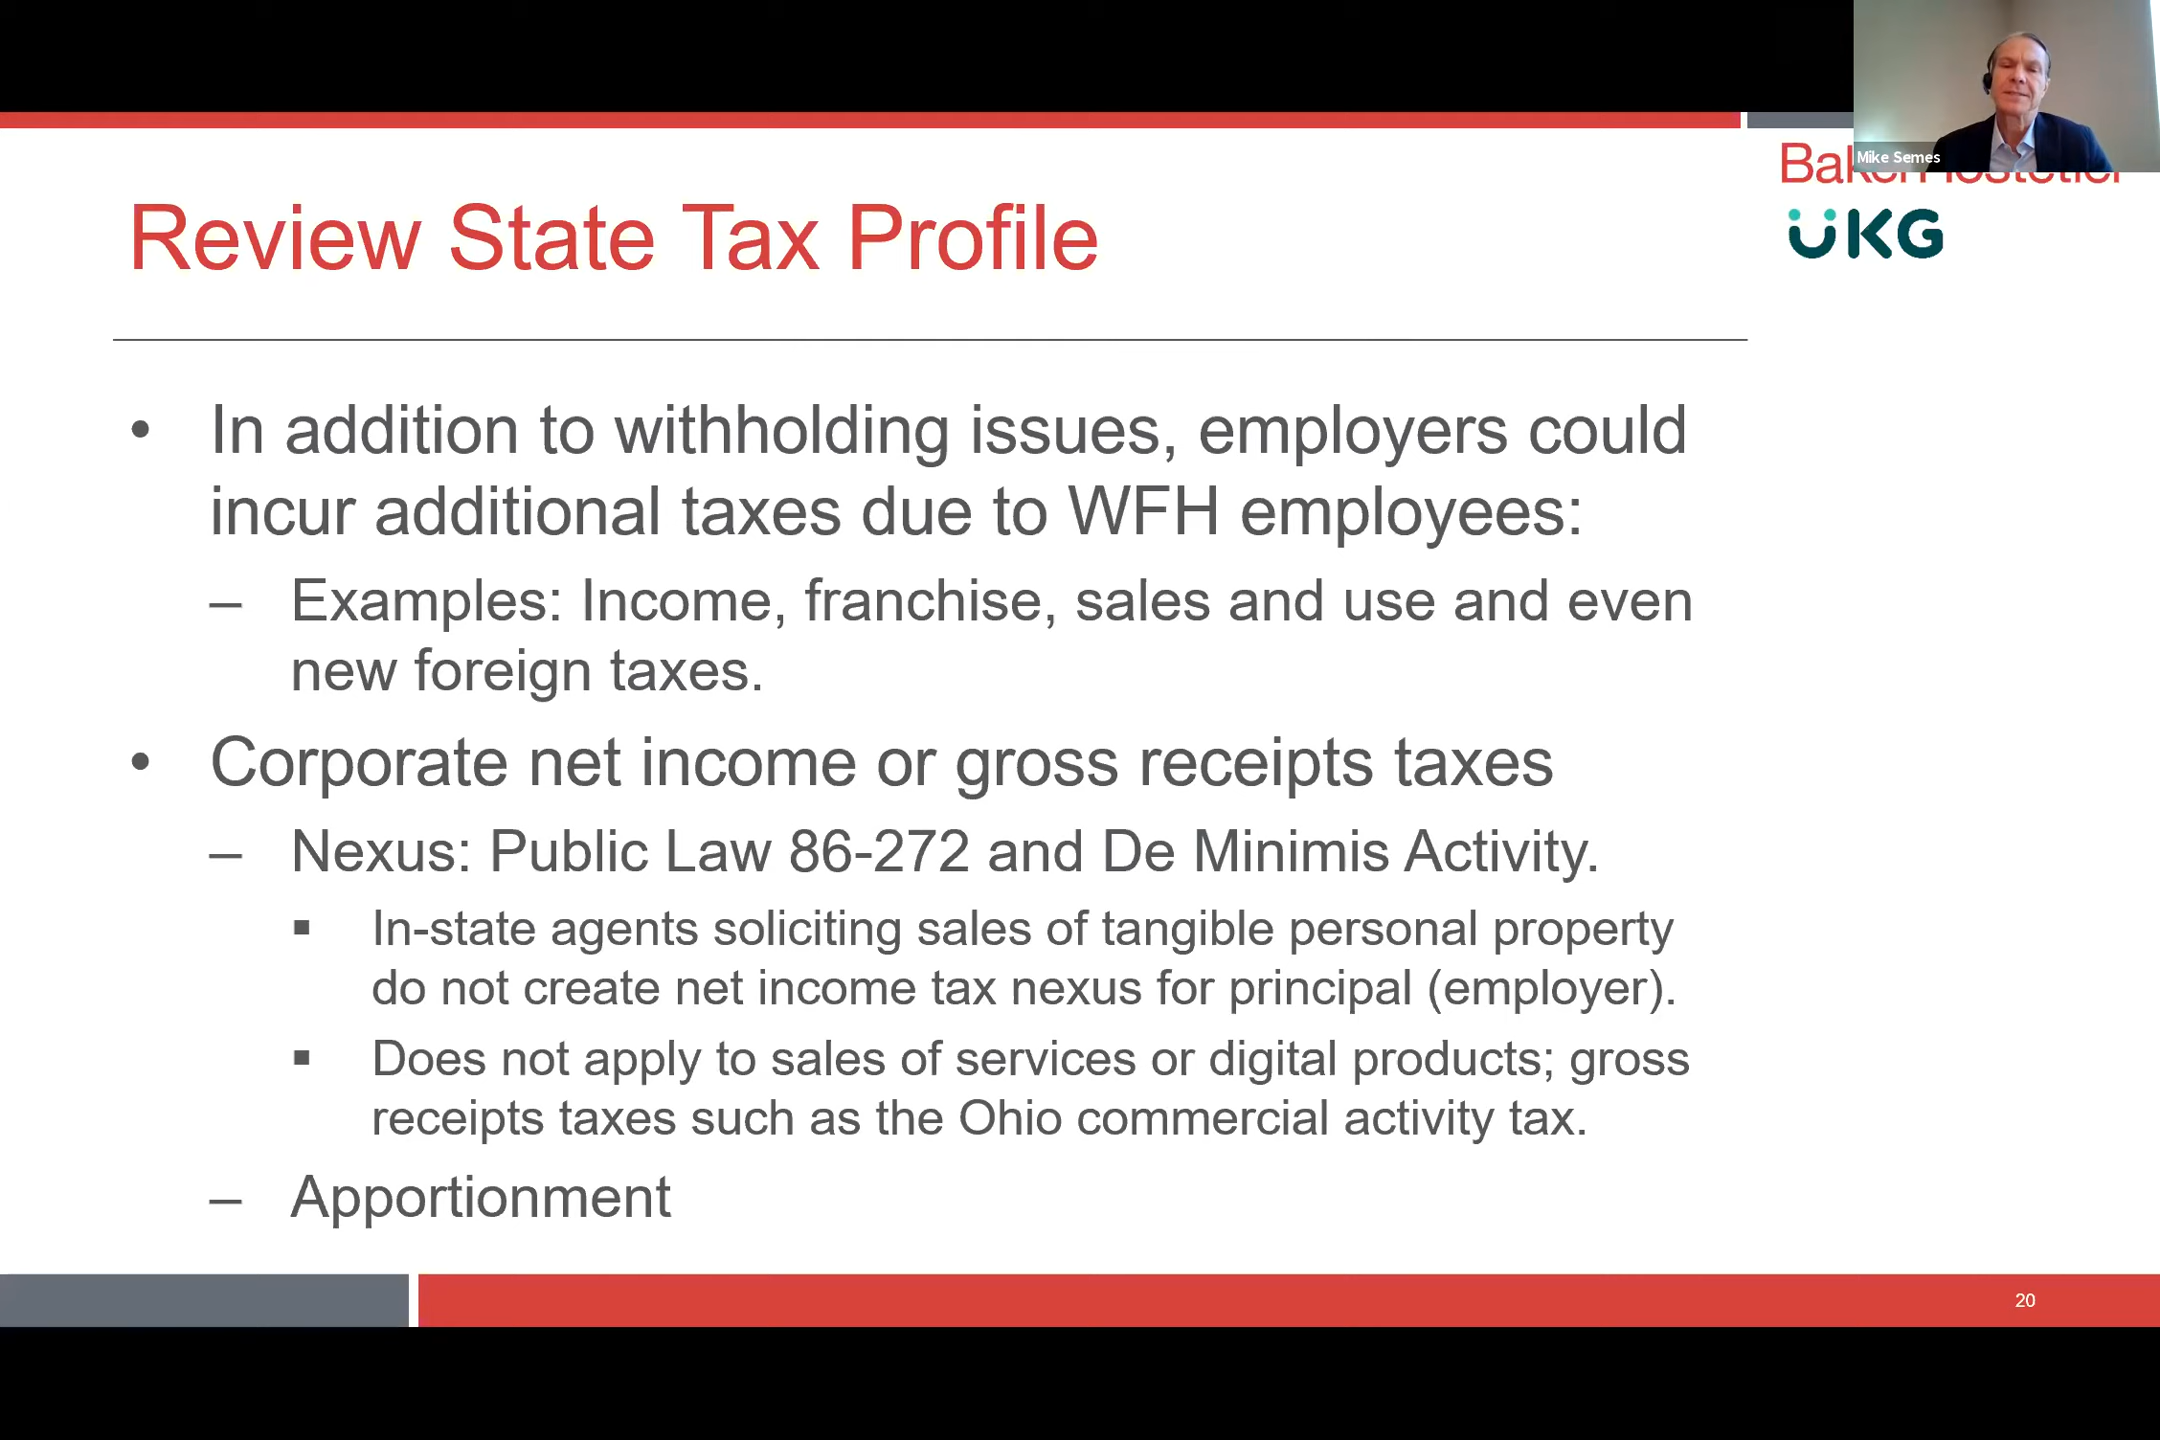 Mike Semes
UKG
Review State Tax Profile
• In addition to withholding issues, employers could
incur additional taxes due to WFH employees:
– Examples: Income, franchise, sales and use and even
new foreign taxes.
• Corporate net income or gross receipts taxes
– Nexus: Public Law 86-272 and De Minimis Activity.
▪ In-state agents soliciting sales of tangible personal property
do not create net income tax nexus for principal (employer).
▪ Does not apply to sales of services or digital products; gross
receipts taxes such as the Ohio commercial activity tax.
– Apportionment
20